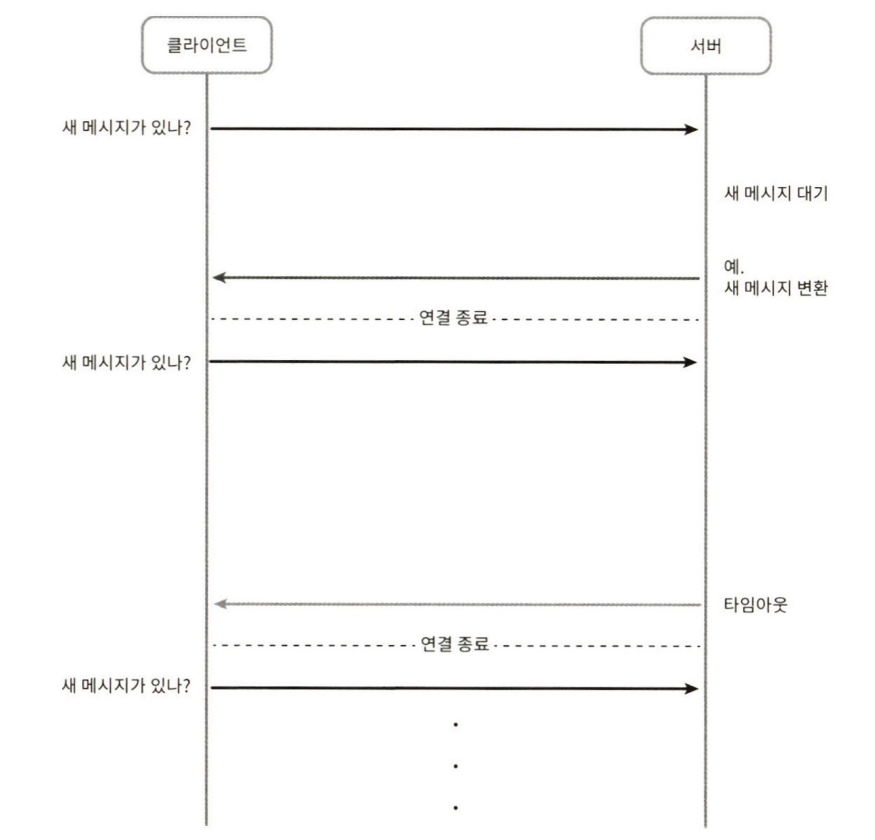 클라이언트
서버
새 메시지가 있나?
새 메시지 대기
예.
새 메시지 변환
연결 종료
새 메시지가 있나?
타임아웃
연결 종료
새 메시지가 있나?